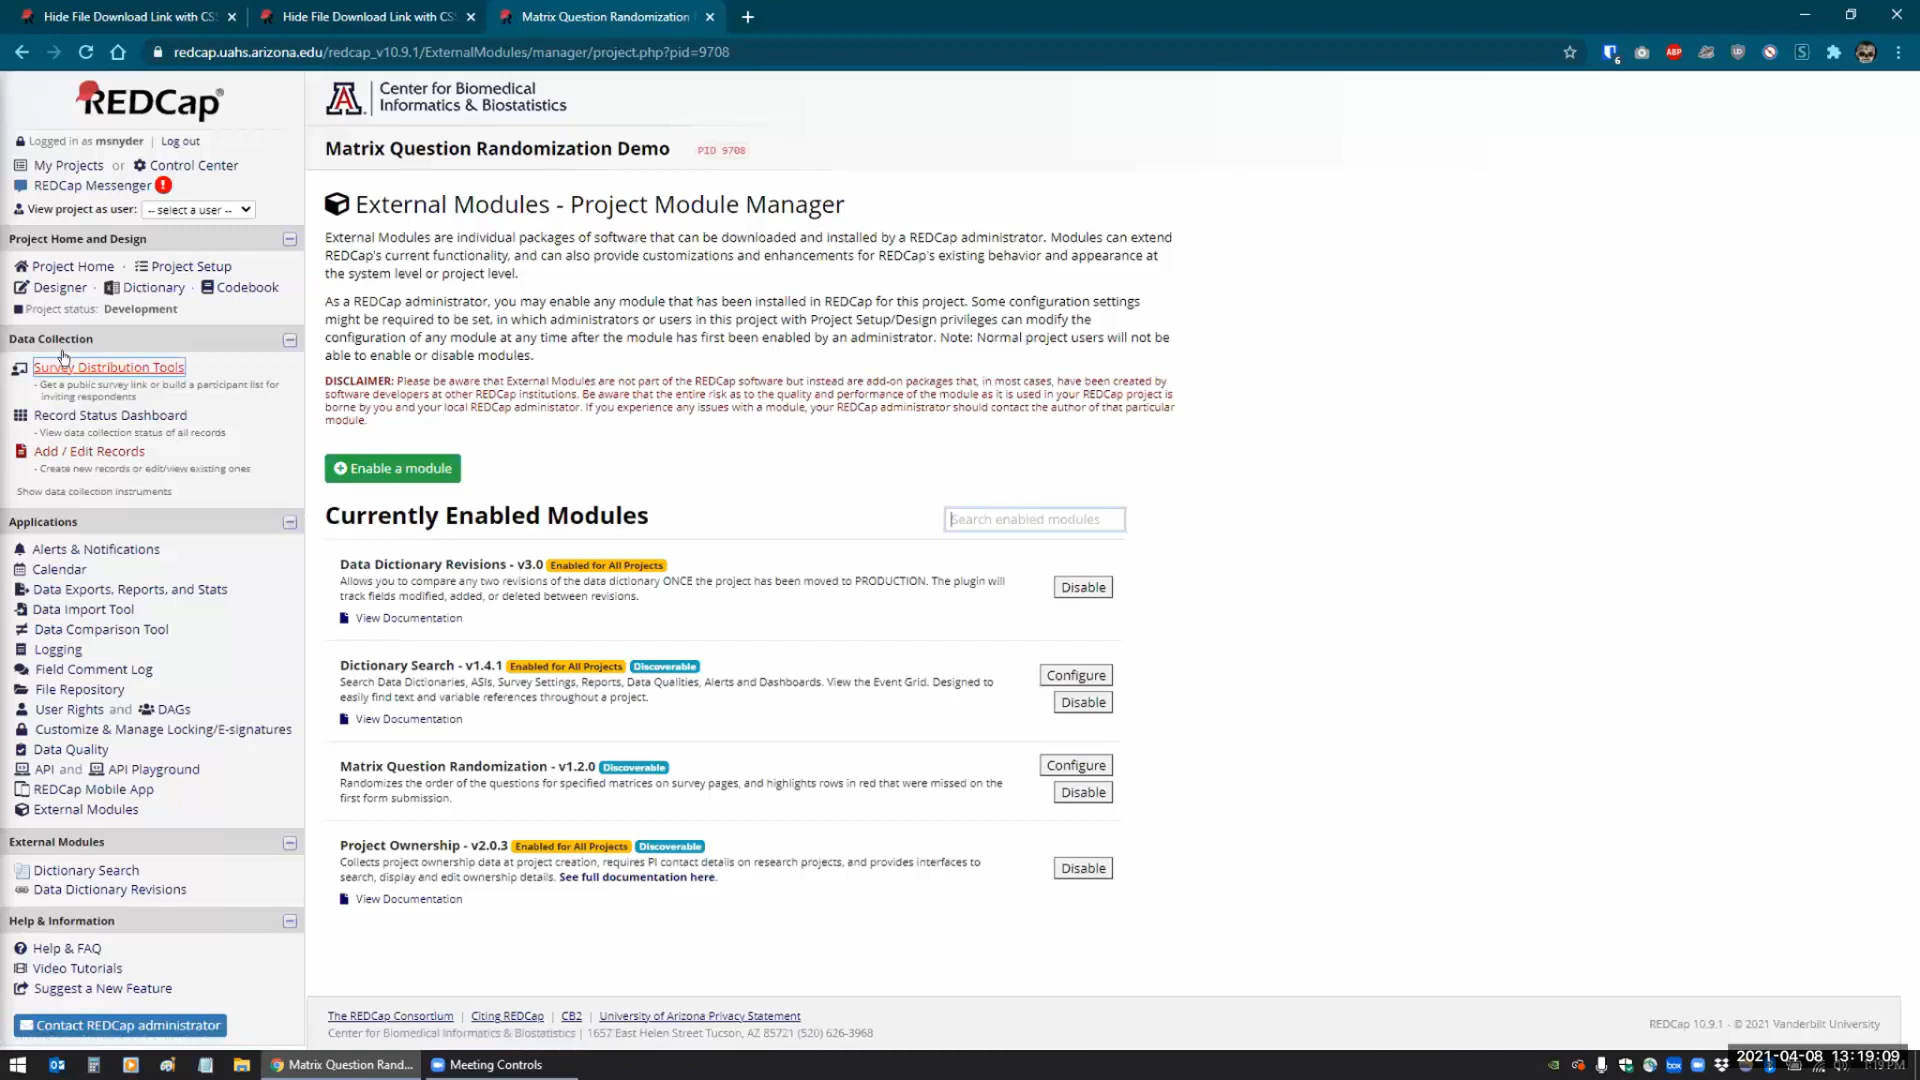 Hide File Download Link with CS
Hide File Download Link with CS
Matrix Question Randomization
redcap.uahs.arizona.edu/redcap_v10.9.1/ExternalModules/manager/project.php?pid=9708
REDCap
Logged in as msnyder | Log out
My Projects or Control Center
REDCap Messenger
View project as user: -- select a user --
Project Home and Design
Project Home · Project Setup
Designer · Dictionary · Codebook
Project status: Development
Data Collection
Survey Distribution Tools
- Get a public survey link or build a participant list for
inviting respondents
Record Status Dashboard
- View data collection status of all records
Add / Edit Records
- Create new records or edit/view existing ones
Show data collection instruments
Applications
Alerts & Notifications
Calendar
Data Exports, Reports, and Stats
Data Import Tool
Data Comparison Tool
Logging
Field Comment Log
File Repository
User Rights and DAGs
Customize & Manage Locking/E-signatures
Data Quality
API and API Playground
REDCap Mobile App
External Modules
External Modules
Dictionary Search
Data Dictionary Revisions
Help & Information
Help & FAQ
Video Tutorials
Suggest a New Feature
Contact REDCap administrator
Center for Biomedical
Informatics & Biostatistics
Matrix Question Randomization Demo PID 9708
External Modules - Project Module Manager
External Modules are individual packages of software that can be downloaded and installed by a REDCap administrator. Modules can extend
REDCap's current functionality, and can also provide customizations and enhancements for REDCap's existing behavior and appearance at
the system level or project level.
As a REDCap administrator, you may enable any module that has been installed in REDCap for this project. Some configuration settings
might be required to be set, in which administrators or users in this project with Project Setup/Design privileges can modify the
configuration of any module at any time after the module has first been enabled by an administrator. Note: Normal project users will not be
able to enable or disable modules.
DISCLAIMER: Please be aware that External Modules are not part of the REDCap software but instead are add-on packages that, in most cases, have been created by
software developers at other REDCap institutions. Be aware that the entire risk as to the quality and performance of the module as it is used in your REDCap project is
borne by you and your local REDCap administator. If you experience any issues with a module, your REDCap administrator should contact the author of that particular
module.
Enable a module
Currently Enabled Modules
Search enabled modules
Data Dictionary Revisions - v3.0 Enabled for All Projects
Allows you to compare any two revisions of the data dictionary ONCE the project has been moved to PRODUCTION. The plugin will
track fields modified, added, or deleted between revisions.
View Documentation
Disable
Dictionary Search - v1.4.1 Enabled for All Projects Discoverable
Search Data Dictionaries, ASIs, Survey Settings, Reports, Data Qualities, Alerts and Dashboards. View the Event Grid. Designed to
easily find text and variable references throughout a project.
View Documentation
Configure
Disable
Matrix Question Randomization - v1.2.0 Discoverable
Randomizes the order of the questions for specified matrices on survey pages, and highlights rows in red that were missed on the
first form submission.
Configure
Disable
Project Ownership - v2.0.3 Enabled for All Projects Discoverable
Collects project ownership data at project creation, requires PI contact details on research projects, and provides interfaces to
search, display and edit ownership details. See full documentation here.
View Documentation
Disable
The REDCap Consortium | Citing REDCap | CB2 | University of Arizona Privacy Statement
Center for Biomedical Informatics & Biostatistics | 1657 East Helen Street Tucson, AZ 85721 (520) 626-3968
REDCap 10.9.1 - © 2021 Vanderbilt University
Matrix Question Rand...
Meeting Controls
2021-04-08 13:19:09